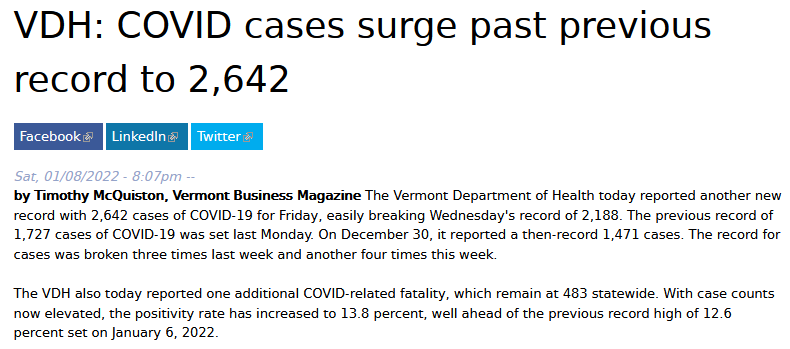 VDH: COVID cases surge past previous
record to 2,642
Facebook LinkedIn Twitter
Sat, 01/08/2022 - 8:07pm --
by Timothy McQuiston, Vermont Business Magazine The Vermont Department of Health today reported another new
record with 2,642 cases of COVID-19 for Friday, easily breaking Wednesday's record of 2,188. The previous record of
1,727 cases of COVID-19 was set last Monday. On December 30, it reported a then-record 1,471 cases. The record for
cases was broken three times last week and another four times this week.
The VDH also today reported one additional COVID-related fatality, which remain at 483 statewide. With case counts
now elevated, the positivity rate has increased to 13.8 percent, well ahead of the previous record high of 12.6
percent set on January 6, 2022.